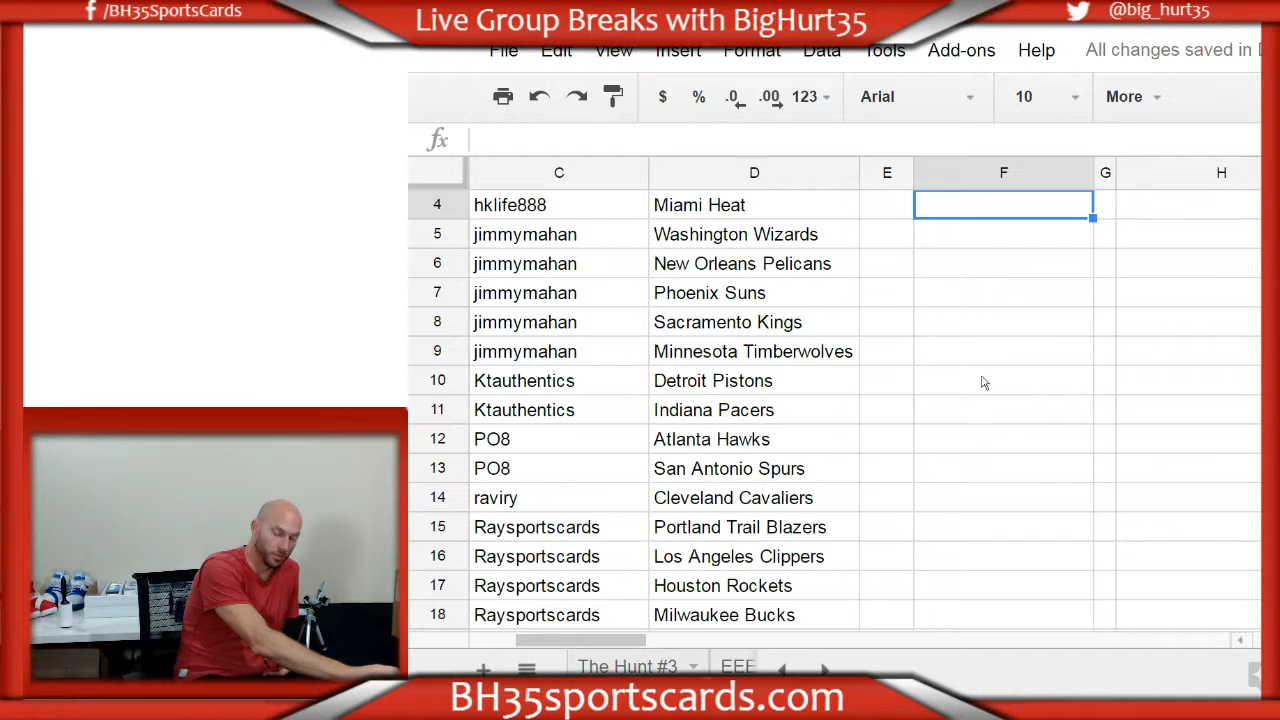 /BH35SportsCards
Live Group Breaks with BigHurt35
@big_hurt35
File Edit View Insert Format Data Tools Add-ons Help All changes saved in
$ % .0 .00 123 Arial 10 More
fx
C D E F G H
4 hklife888 Miami Heat
5 jimmymahan Washington Wizards
6 jimmymahan New Orleans Pelicans
7 jimmymahan Phoenix Suns
8 jimmymahan Sacramento Kings
9 jimmymahan Minnesota Timberwolves
10 Ktauthentics Detroit Pistons
11 Ktauthentics Indiana Pacers
12 PO8 Atlanta Hawks
13 PO8 San Antonio Spurs
14 raviry Cleveland Cavaliers
15 Raysportscards Portland Trail Blazers
16 Raysportscards Los Angeles Clippers
17 Raysportscards Houston Rockets
18 Raysportscards Milwaukee Bucks
The Hunt #3 EEE
BH35sportscards.com